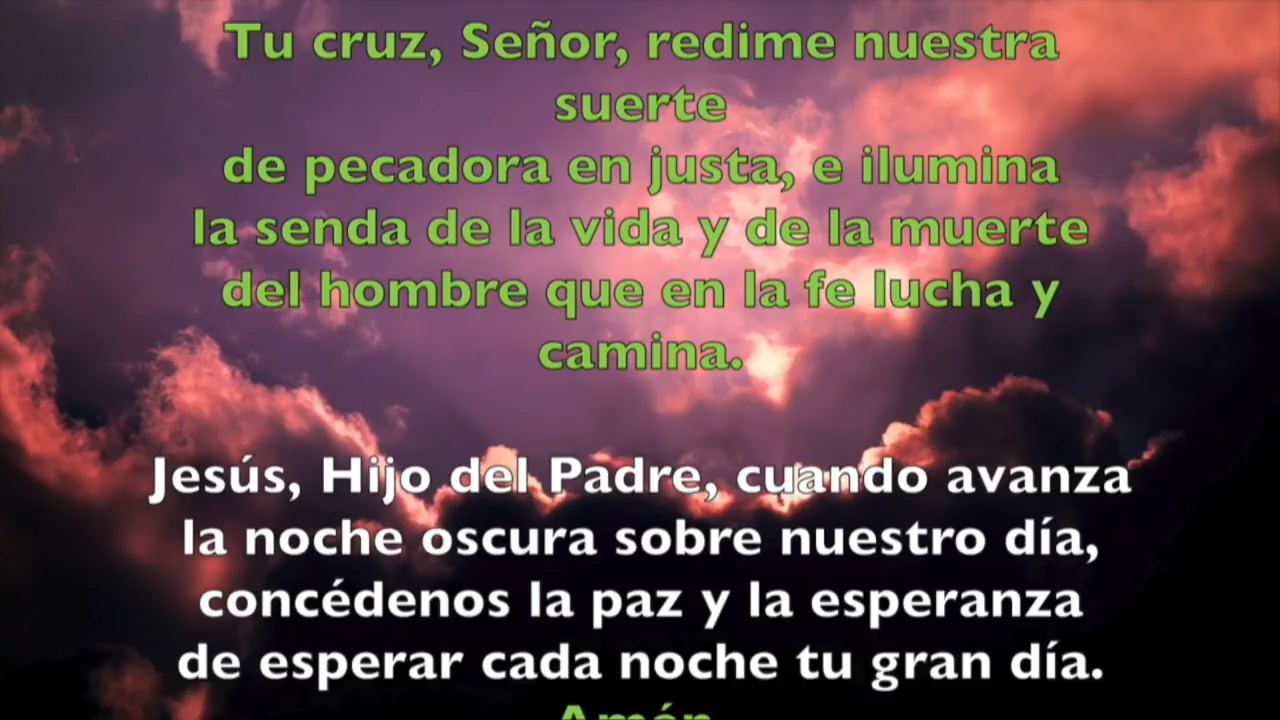 Tu cruz, Señor, redime nuestra
suerte
de pecadora en justa, e ilumina
la senda de la vida y de la muerte
del hombre que en la fe lucha y
camina.
Jesús, Hijo del Padre, cuando avanza
la noche oscura sobre nuestro día,
concédenos la paz y la esperanza
de esperar cada noche tu gran día.
Amén.